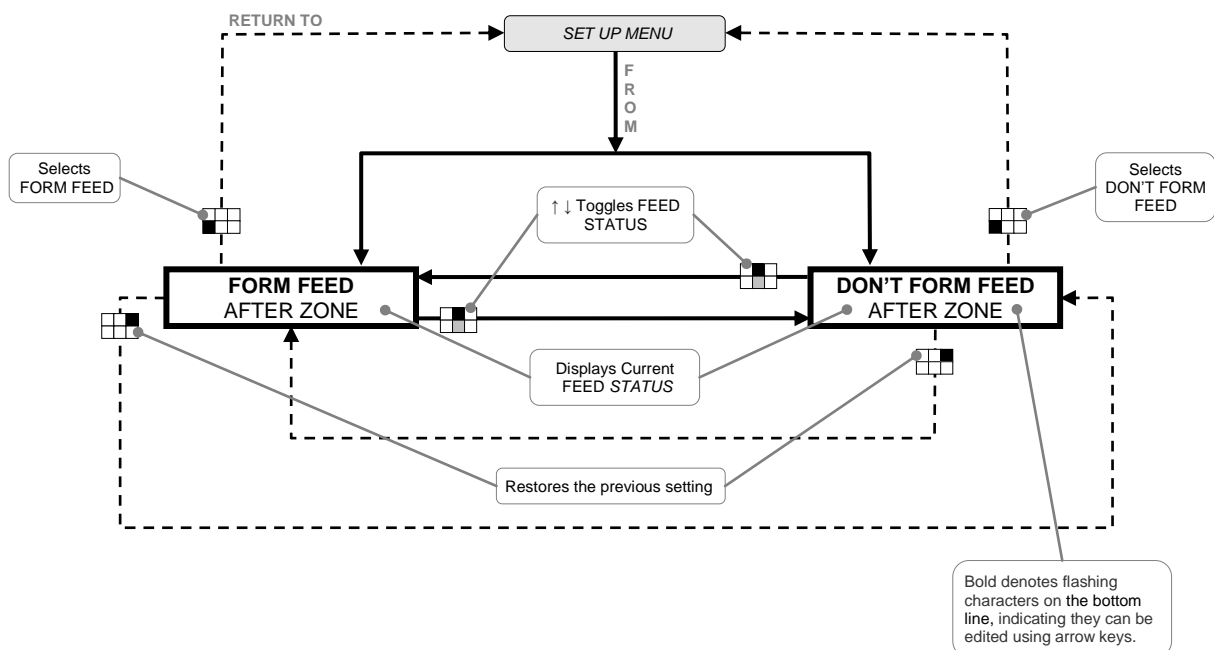 RETURN TO
SET UP MENU
F
R
O
M
Selects
FORM FEED
↑↓ Toggles FEED
STATUS
Selects
DON'T FORM
FEED
FORM FEED
AFTER ZONE
DON'T FORM FEED
AFTER ZONE
Displays Current
FEED STATUS
Restores the previous setting
Bold denotes flashing
characters on the bottom
line, indicating they can be
edited using arrow keys.